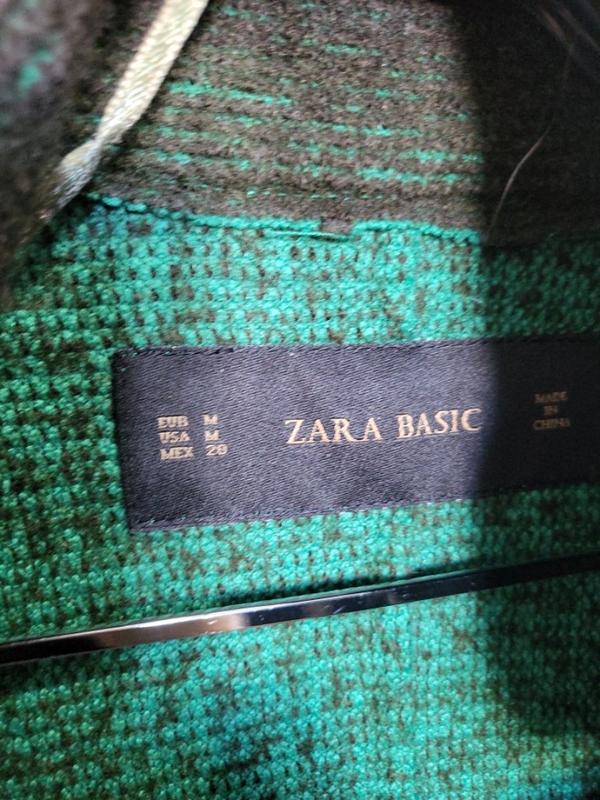 EUR M
USA M
MEX 28
ZARA BASIC
MADE
IN
CHINA